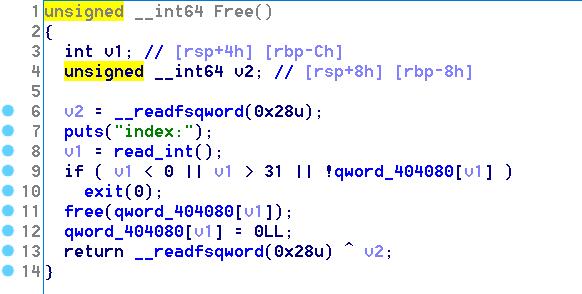 1 unsigned __int64 Free()
2 {
3   int v1; // [rsp+4h] [rbp-Ch]
4   unsigned __int64 v2; // [rsp+8h] [rbp-8h]
5
6   v2 = __readfsqword(0x28u);
7   puts("index:");
8   v1 = read_int();
9   if ( v1 < 0 || v1 > 31 || !qword_404080[v1] )
10     exit(0);
11   free(qword_404080[v1]);
12   qword_404080[v1] = 0LL;
13   return __readfsqword(0x28u) ^ v2;
14 }